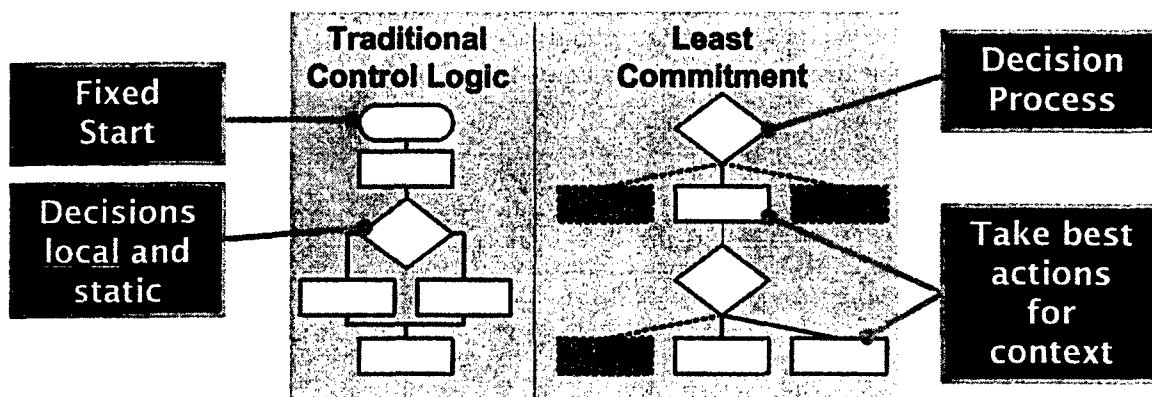 Traditional
Control Logic
Least
Commitment
Fixed
Start
Decision
Process
Decisions
local and
static
Take best
actions
for
context